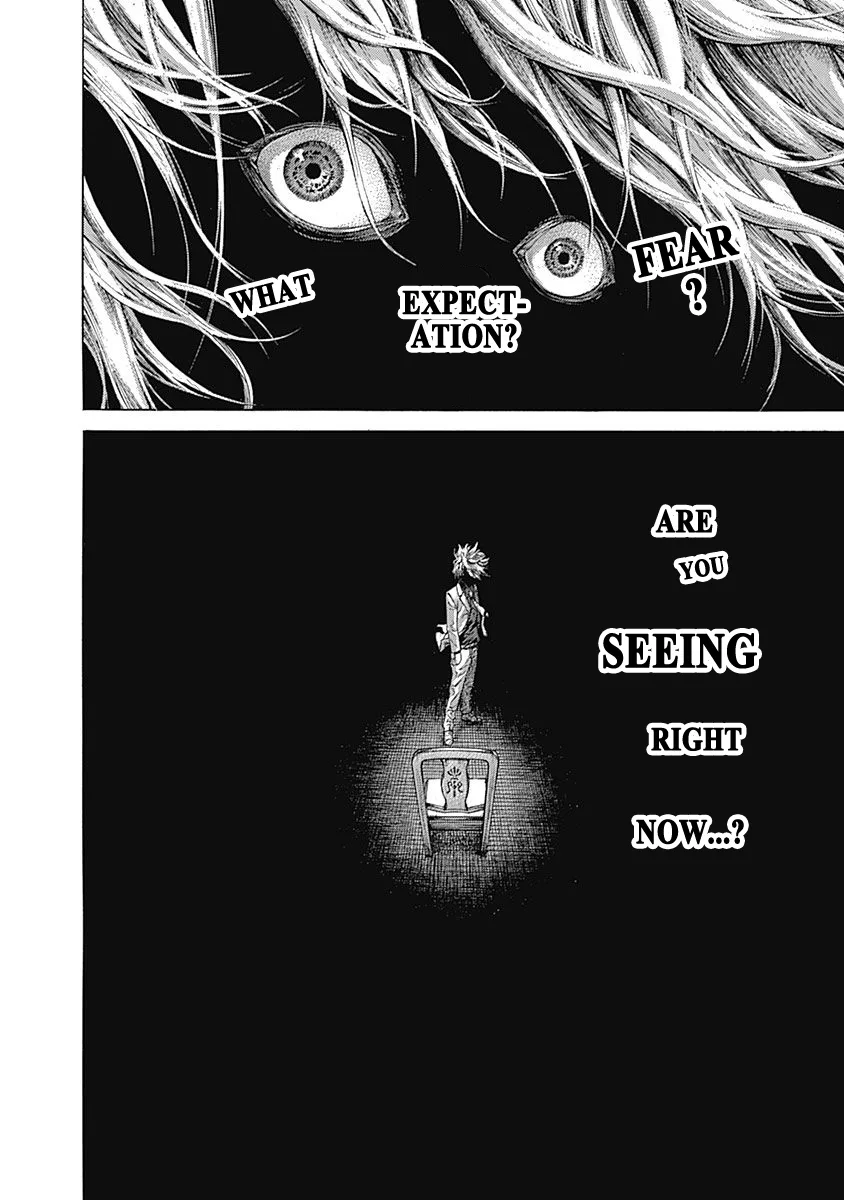 FEAR
?
EXPECT-
ATION?
WHAT
ARE
YOU
SEEING
RIGHT
NOW...?